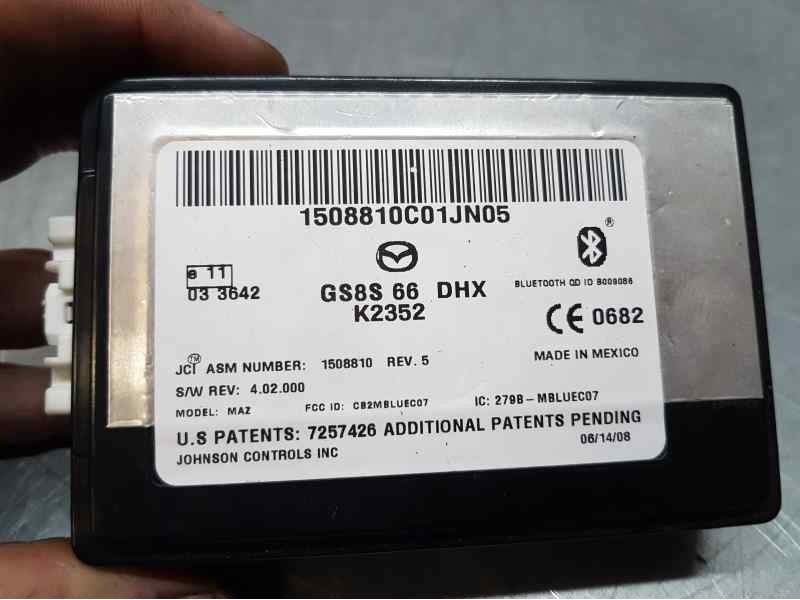 1508810C01JN05
®
e 11
03 3642
GS8S 66 DHX
K2352
BLUETOOTH QD ID B009086
CE 0682
JCI™ ASM NUMBER: 1508810 REV. 5
MADE IN MEXICO
S/W REV: 4.02.000
MODEL: MAZ FCC ID: CB2MBLUEC07 IC: 279B-MBLUEC07
U.S PATENTS: 7257426 ADDITIONAL PATENTS PENDING
JOHNSON CONTROLS INC
06/14/08